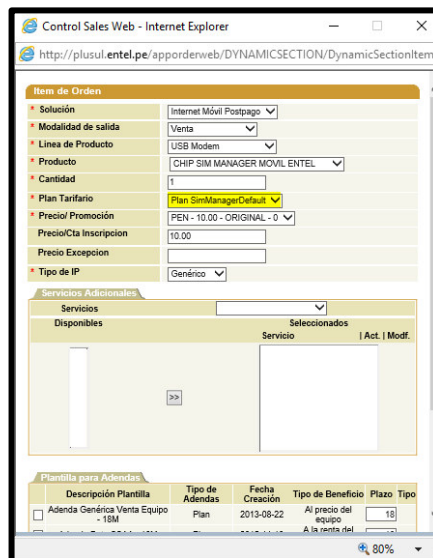 Control Sales Web - Internet Explorer
http://plusul.entel.pe/apporderweb/DYNAMICSECTION/DynamicSectionItem
Item de Orden
* Solución Internet Móvil Postpago
* Modalidad de salida Venta
* Linea de Producto USB Modem
* Producto CHIP SIM MANAGER MOVIL ENTEL
* Cantidad 1
* Plan Tarifario Plan SimManagerDefault
* Precio/ Promoción PEN - 10.00 - ORIGINAL - 0
Precio/Cta Inscripcion 10.00
Precio Excepcion
* Tipo de IP Genérico
Servicios Adicionales
Servicios
Disponibles Seleccionados
Servicio | Act. | Modf.
>>
Plantilla para Adendas
Descripción Plantilla Tipo de Adendas Fecha Creación Tipo de Beneficio Plazo Tipo
Adenda Genérica Venta Equipo - 18M Plan 2013-08-22 Al precio del equipo 18
A la renta del
80%